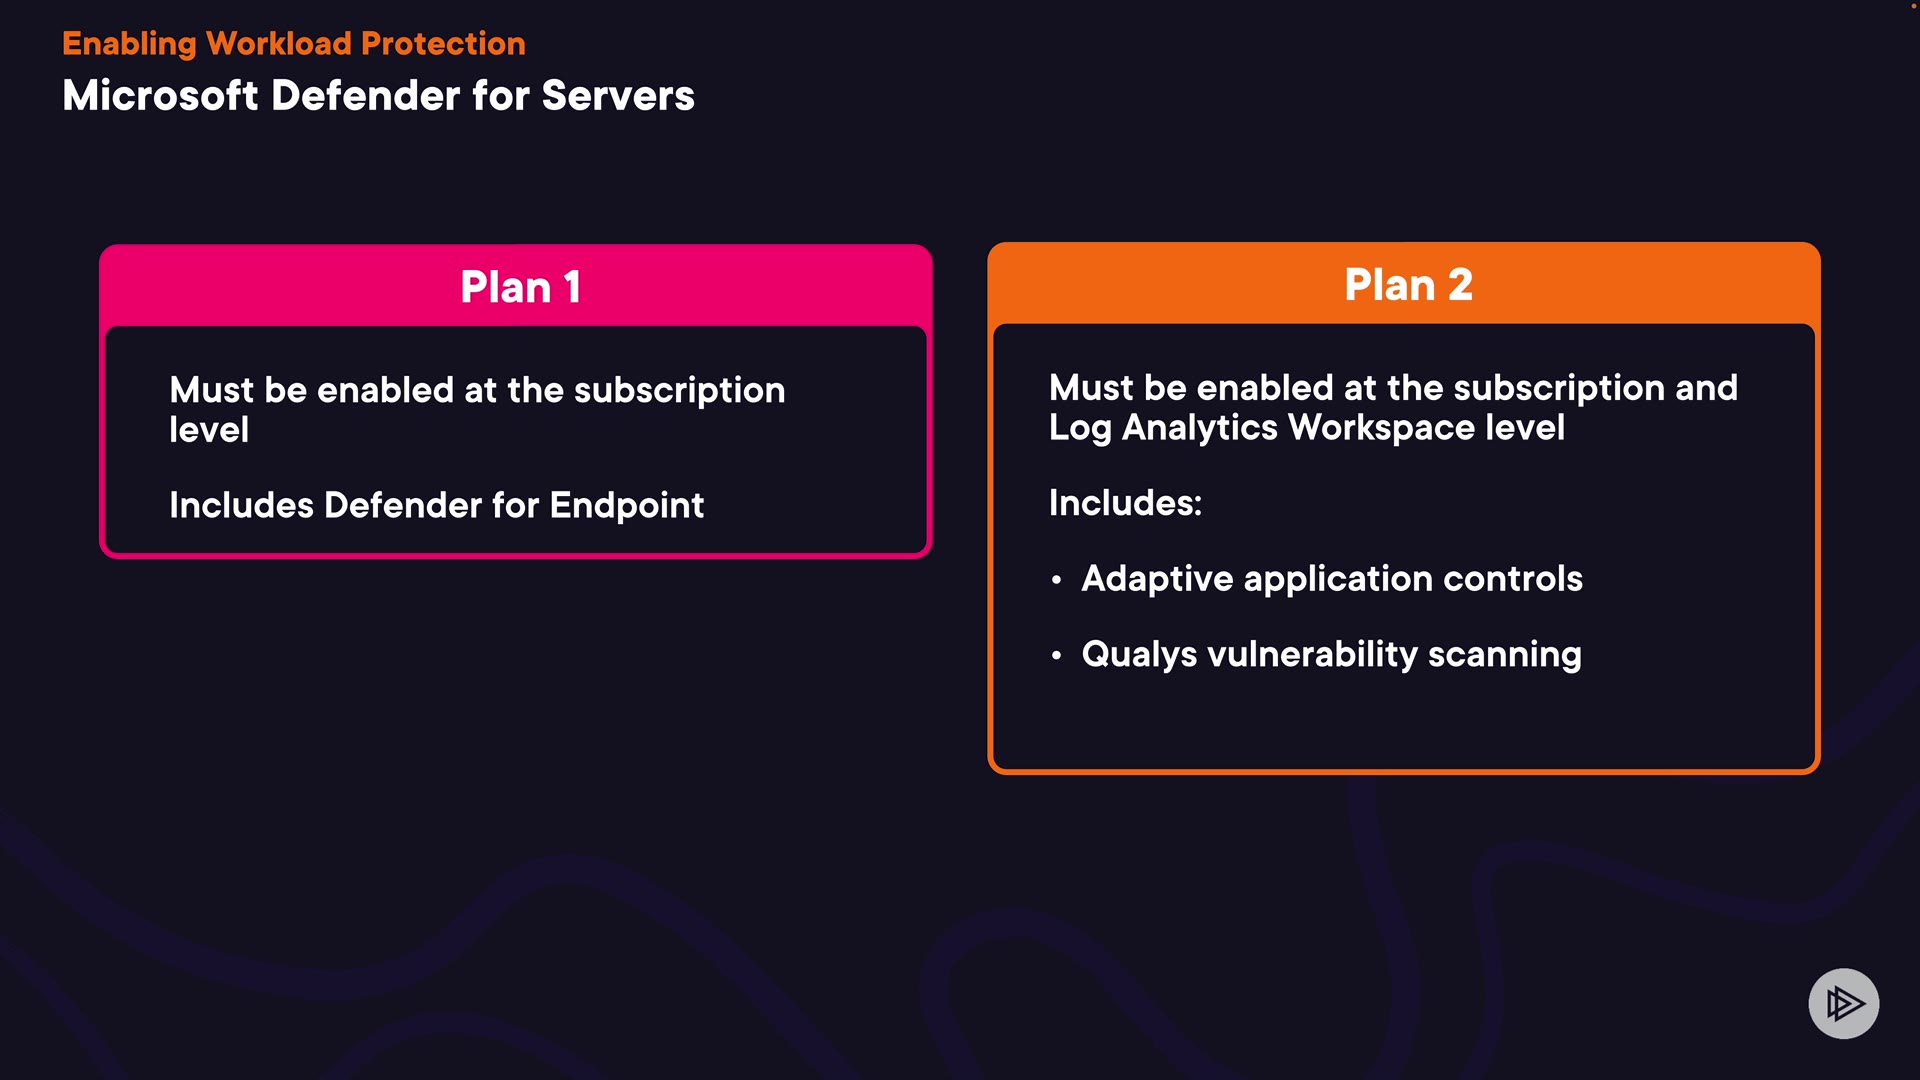 Enabling Workload Protection
Microsoft Defender for Servers
Plan 1
Must be enabled at the subscription
level
Includes Defender for Endpoint
Plan 2
Must be enabled at the subscription and
Log Analytics Workspace level
Includes:
• Adaptive application controls
• Qualys vulnerability scanning